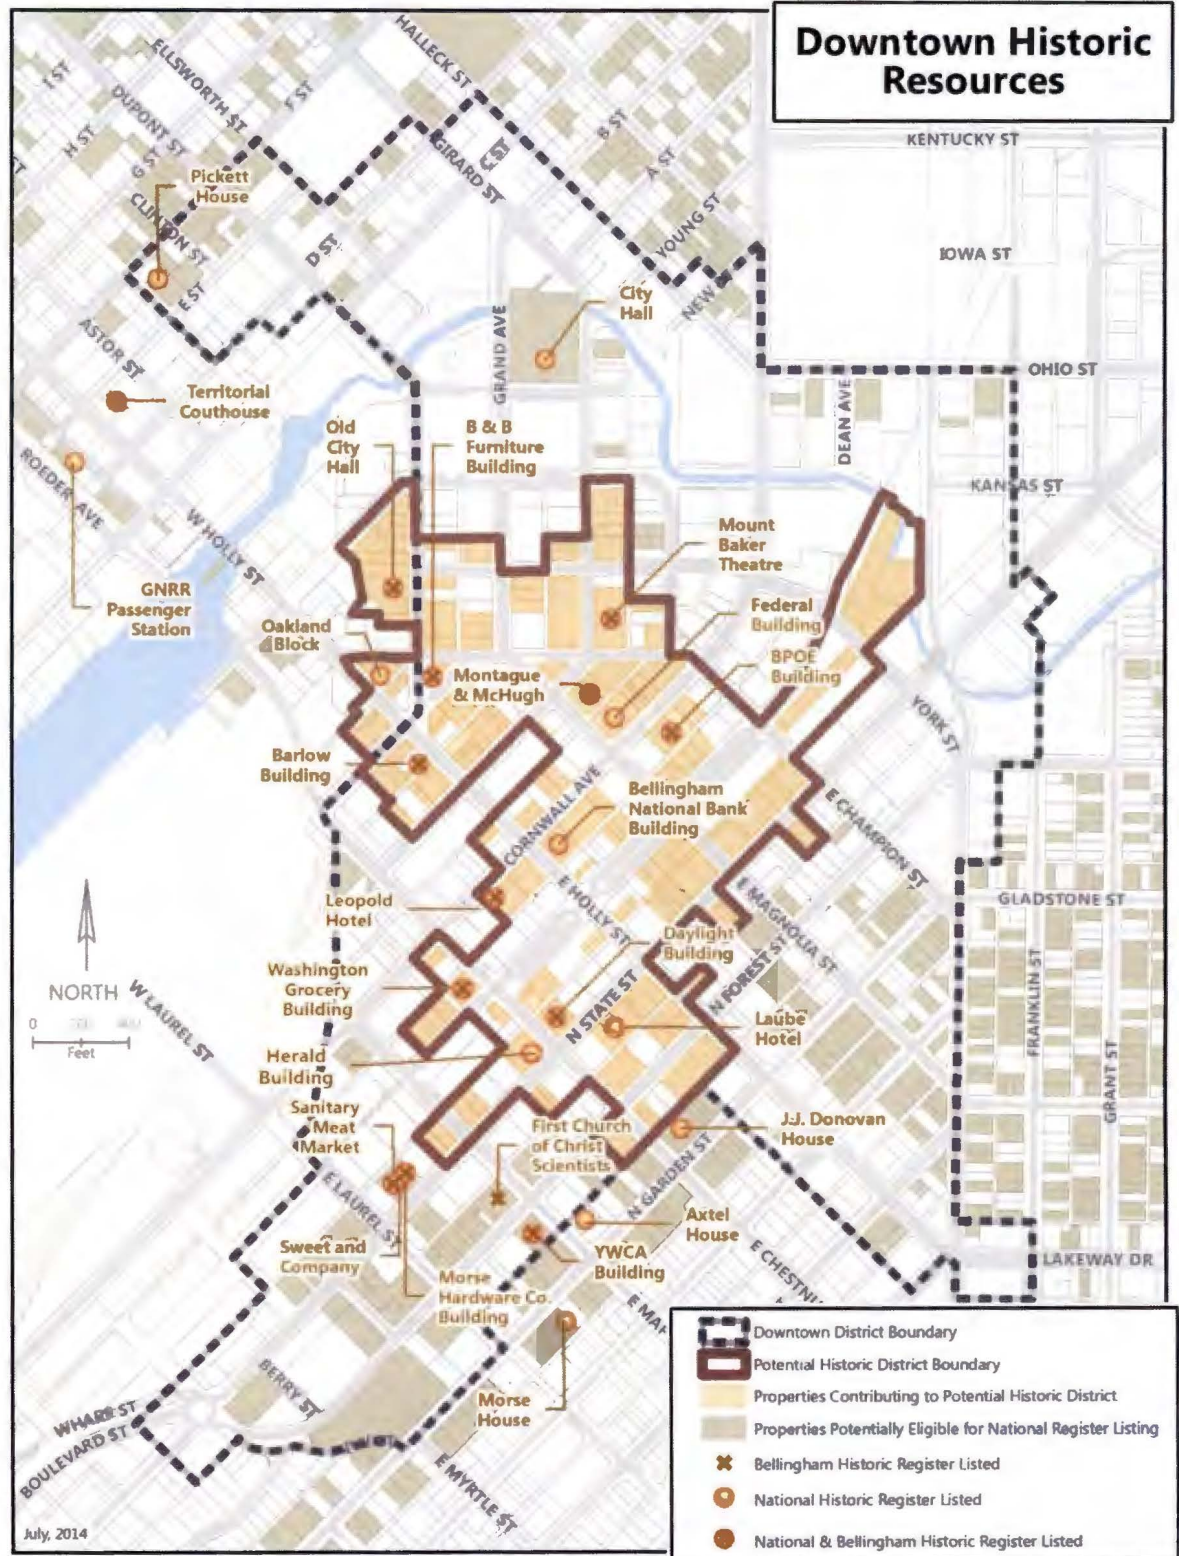 Downtown Historic
Resources
HALLECK ST
ELLSWORTH ST
I ST
DUPONT ST
F ST
H ST
G ST
GIRARD ST
C ST
B ST
A ST
KENTUCKY ST
Pickett
House
CLINTON ST
YOUNG ST
D ST
IOWA ST
E ST
City
Hall
NEW
ASTOR ST
GRAND AVE
OHIO ST
Territorial
Couthouse
DEAN AVE
Old
City
Hall
B & B
Furniture
Building
ROEDER AVE
KANSAS ST
W HOLLY ST
Mount
Baker
Theatre
GNRR
Passenger
Station
Federal
Building
Oakland
Block
BPOE
Building
Montague
& McHugh
YORK ST
Barlow
Building
CORNWALL AVE
Bellingham
National Bank
Building
E CHAMPION ST
Leopold
Hotel
E HOLLY ST
E MAGNOLIA ST
GLADSTONE ST
Daylight
Building
Washington
Grocery
Building
NORTH
0
400
Feet
W LAUREL ST
N STATE ST
N FOREST ST
FRANKLIN ST
Laube
Hotel
Herald
Building
GRANT ST
Sanitary
Meat
Market
First Church
of Christ
Scientists
J.J. Donovan
House
E LAUREL ST
N GARDEN ST
Axtel
House
Sweet and
Company
YWCA
Building
E CHESTNU
LAKEWAY DR
Morse
Hardware Co.
Building
E MAP
BERRY ST
Morse
House
WHARF ST
BOULEVARD ST
E MYRTLE ST
July, 2014
Downtown District Boundary
Potential Historic District Boundary
Properties Contributing to Potential Historic District
Properties Potentially Eligible for National Register Listing
Bellingham Historic Register Listed
National Historic Register Listed
National & Bellingham Historic Register Listed